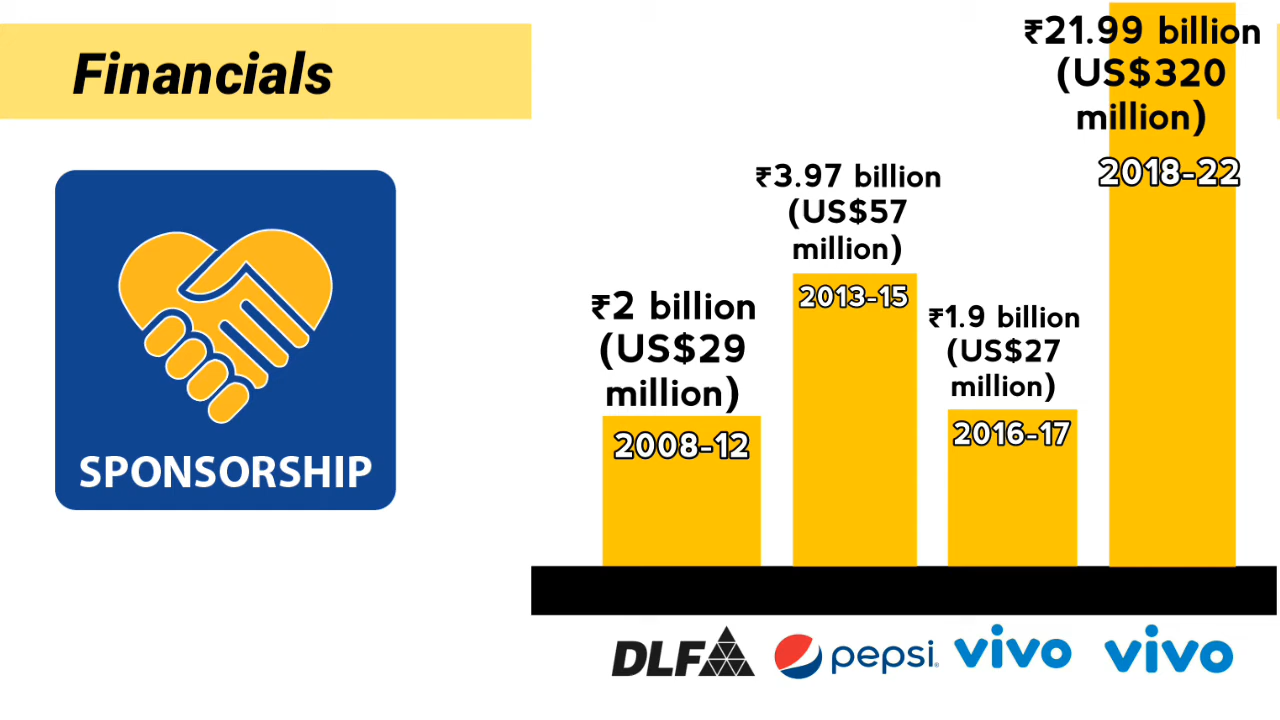 Financials
SPONSORSHIP
₹2 billion
(US$29
million)
2008-12
₹3.97 billion
(US$57
million)
2013-15
₹1.9 billion
(US$27
million)
2016-17
₹21.99 billion
(US$320
million)
2018-22
DLF
pepsi
vivo
vivo